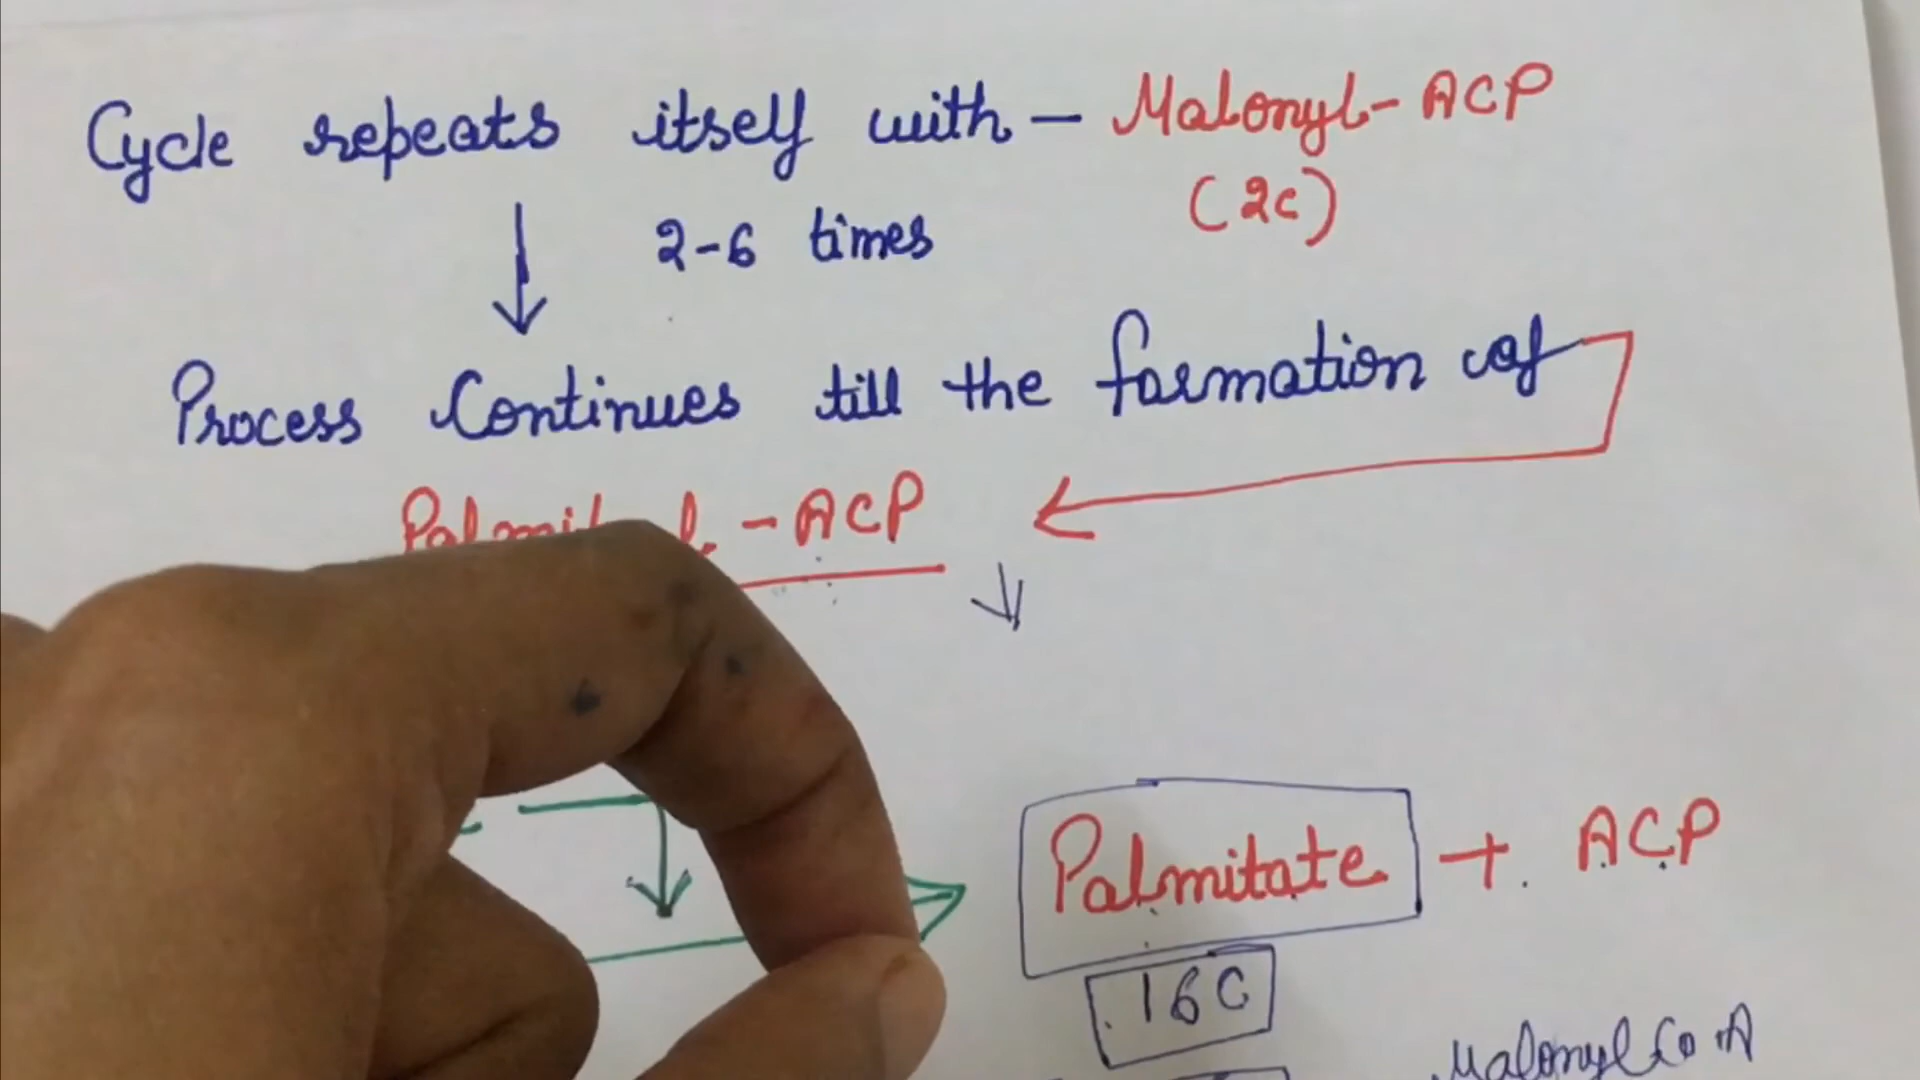 Cycle repeats itself with - Malonyl-ACP
(2C)
2-6 times
Process Continues till the formation of
-ACP
Palmitate + ACP
16C
Malonyl Co A